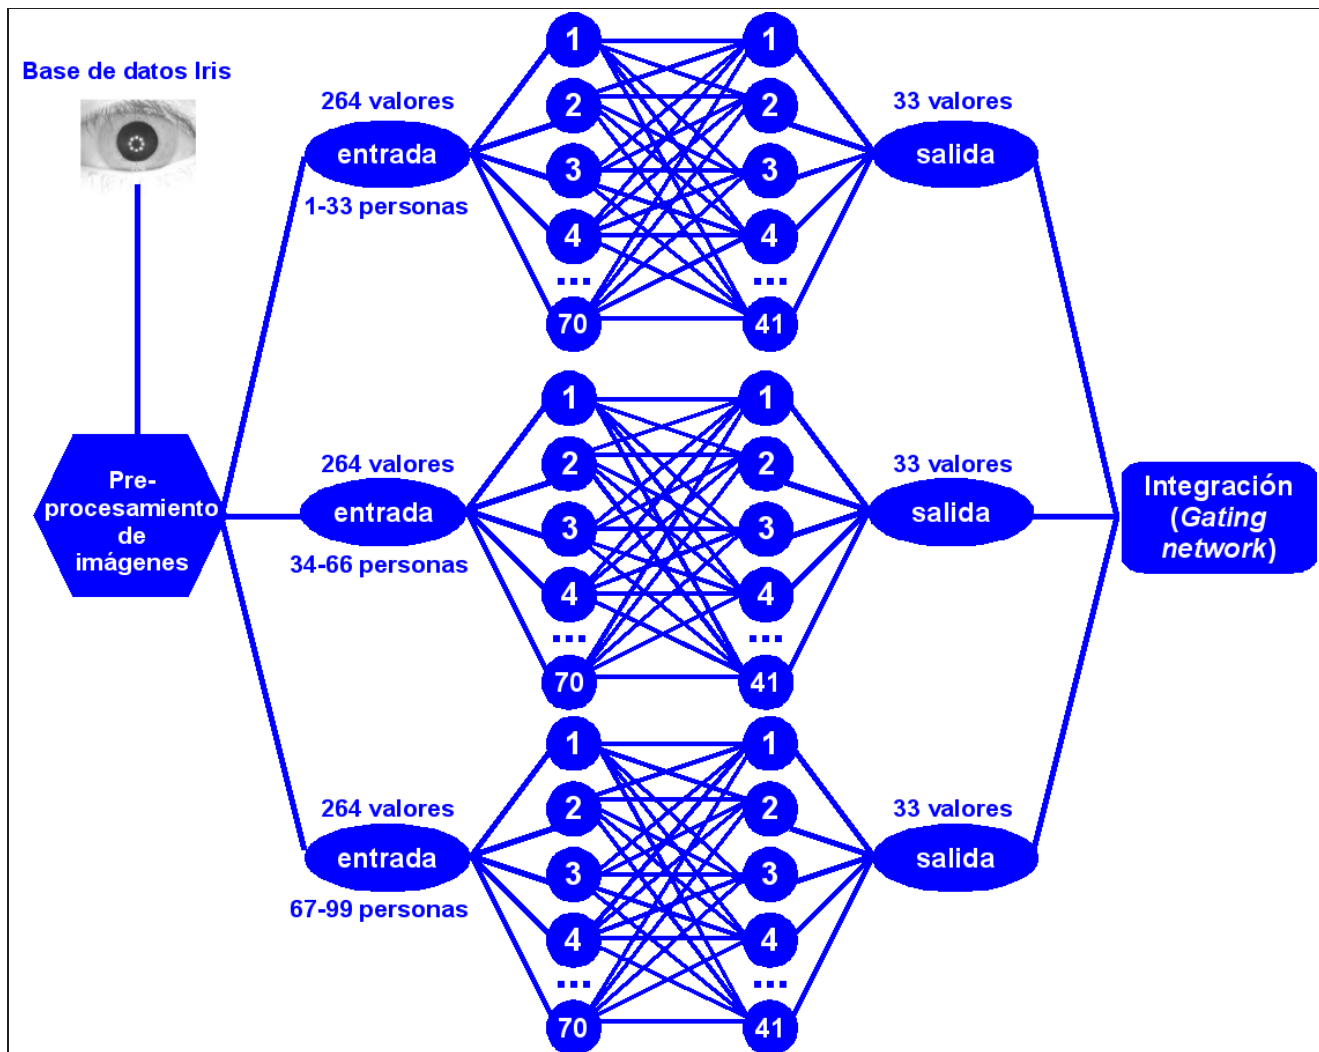 Base de datos Iris
Pre-
procesamiento
de
imágenes
264 valores
entrada
1-33 personas
1
2
3
4
...
70
1
2
3
4
...
41
33 valores
salida
264 valores
entrada
34-66 personas
1
2
3
4
...
70
1
2
3
4
...
41
33 valores
salida
264 valores
entrada
67-99 personas
1
2
3
4
...
70
1
2
3
4
...
41
33 valores
salida
Integración
(Gating
network)